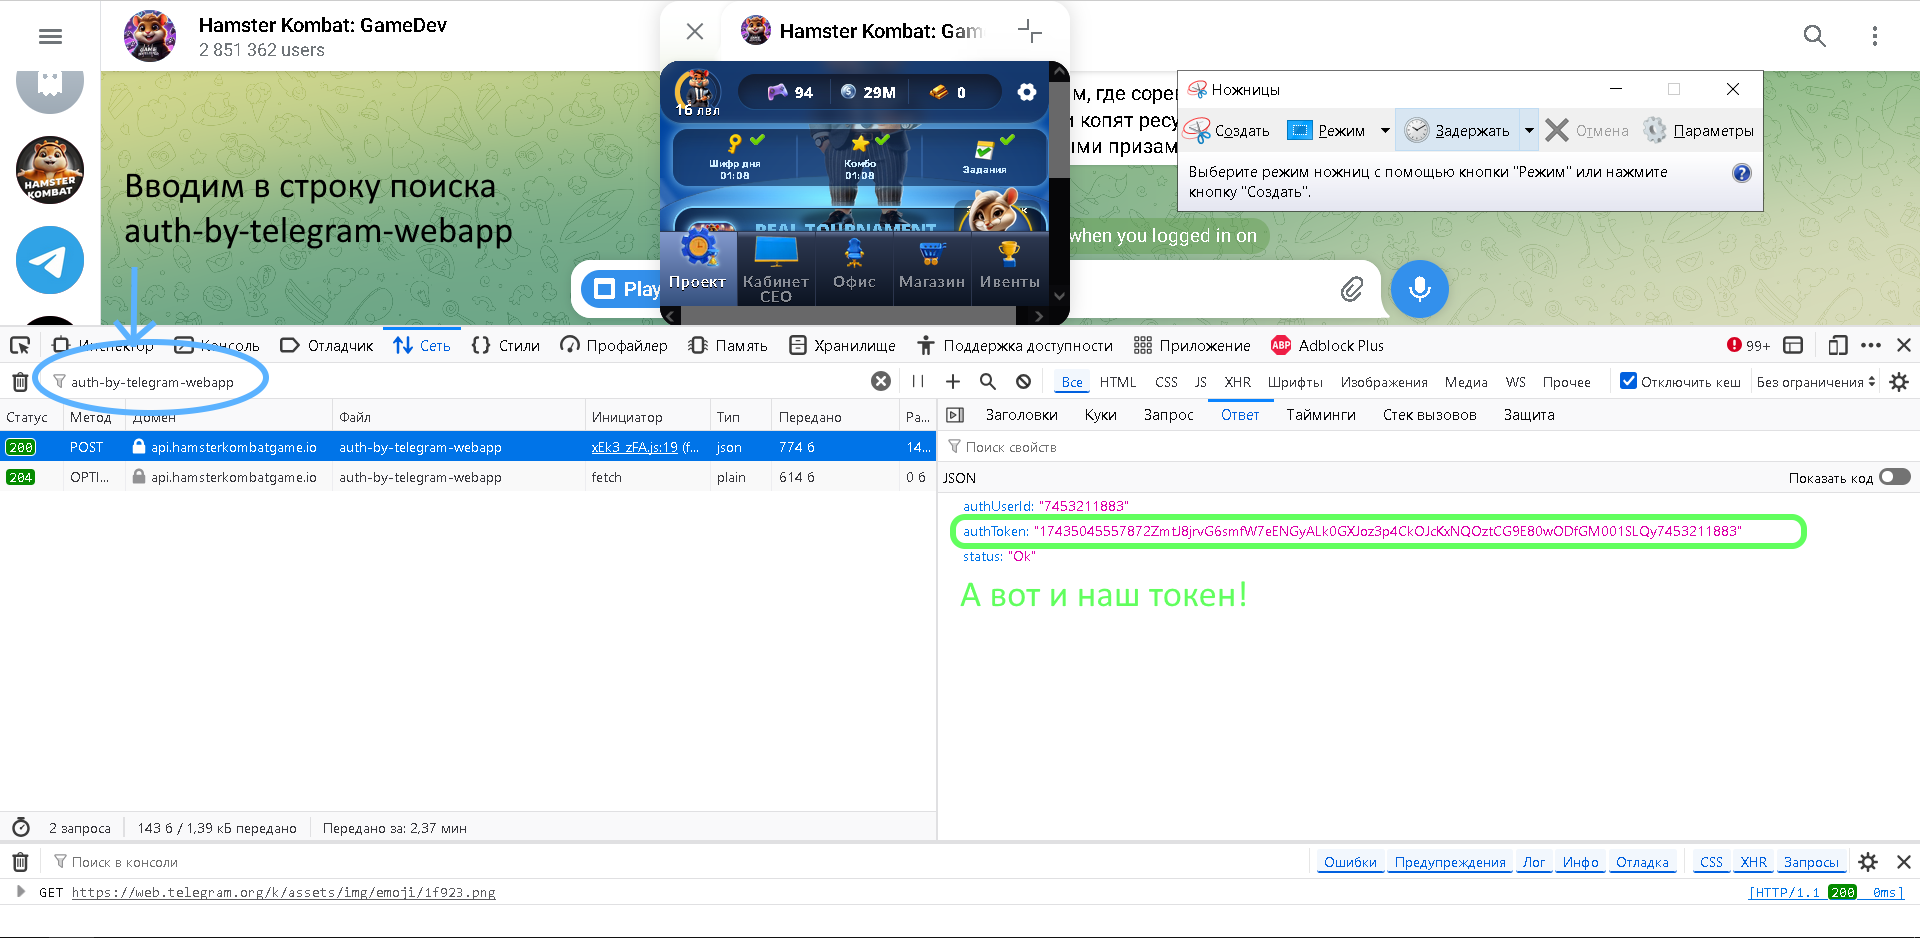 Hamster Kombat: GameDev
2 851 362 users
Hamster Kombat: Gam
94
29M
0
16 лвл
Шифр дня
01:08
Комбо
01:08
Задания
REAL TOURNAMENT
Проект
Кабинет CEO
Офис
Магазин
Ивенты
HAMSTER
KOMBAT
м, где сорев
и копят ресу
ыми призам
when you logged in on
Play
Ножницы
Создать
Режим
Задержать
Отмена
Параметры
Выберите режим ножниц с помощью кнопки "Режим" или нажмите
кнопку "Создать".
Вводим в строку поиска
auth-by-telegram-webapp
Инспектор
Консоль
Отладчик
Сеть
Стили
Профайлер
Память
Хранилище
Поддержка доступности
Приложение
ABP
Adblock Plus
99+
auth-by-telegram-webapp
Все
HTML
CSS
JS
XHR
Шрифты
Изображения
Медиа
WS
Прочее
Отключить кеш
Без ограничения
Статус
Метод
Домен
Файл
Инициатор
Тип
Передано
Ра...
Заголовки
Куки
Запрос
Ответ
Тайминги
Стек вызовов
Защита
200 POST api.hamsterkombatgame.io auth-by-telegram-webapp xEk3_zFA.js:19 (f... json 774 б 14...
204 OPTI... api.hamsterkombatgame.io auth-by-telegram-webapp fetch plain 614 б 0 б
Поиск свойств
JSON
Показать код
authUserId: "7453211883"
authToken: "17435045557872ZmtJ8jrvG6smfW7eENGyALk0GXJoz3p4CkOJcKxNQOztCG9E80wODfGM001SLQy7453211883"
status: "Ok"
А вот и наш токен!
2 запроса
143 б / 1,39 кБ передано
Передано за: 2,37 мин
Поиск в консоли
Ошибки
Предупреждения
Лог
Инфо
Отладка
CSS
XHR
Запросы
GET https://web.telegram.org/k/assets/img/emoji/1f923.png
[HTTP/1.1 200 0ms]